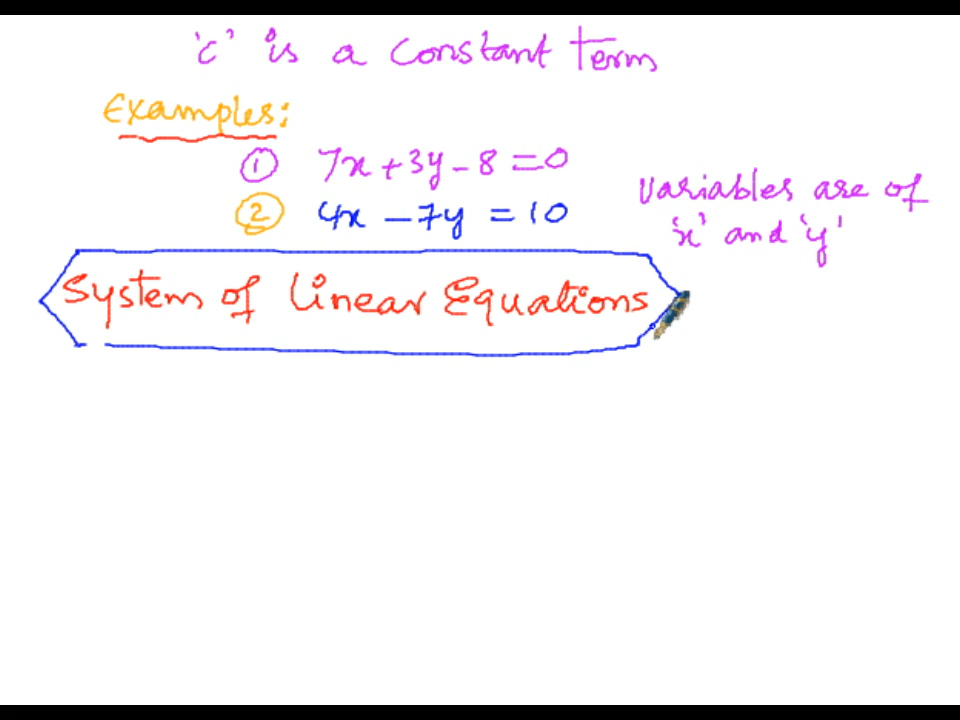 'c' is a constant term
Examples:
① 7x + 3y - 8 = 0
② 4x - 7y = 10
variables are of
'x' and 'y'
System of Linear Equations